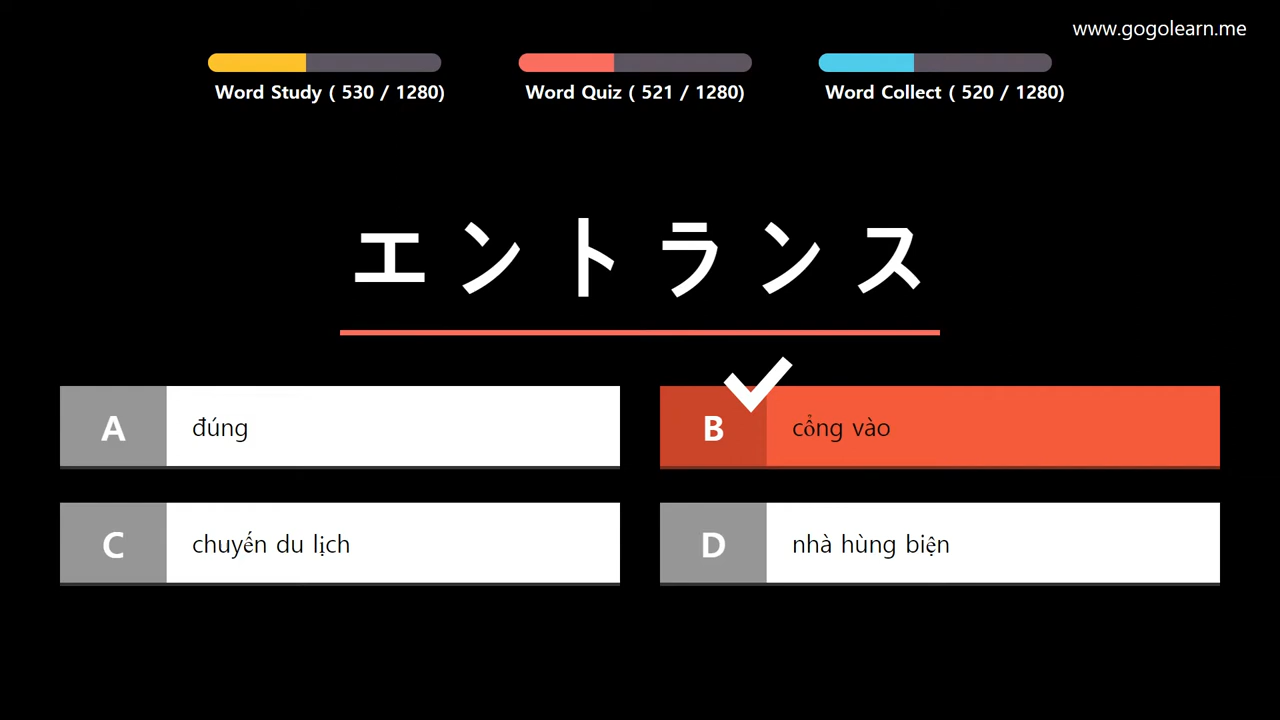 www.gogolearn.me
Word Study ( 530 / 1280)
Word Quiz ( 521 / 1280)
Word Collect ( 520 / 1280)
エントランス
A đúng
B cổng vào
C chuyến du lịch
D nhà hùng biện